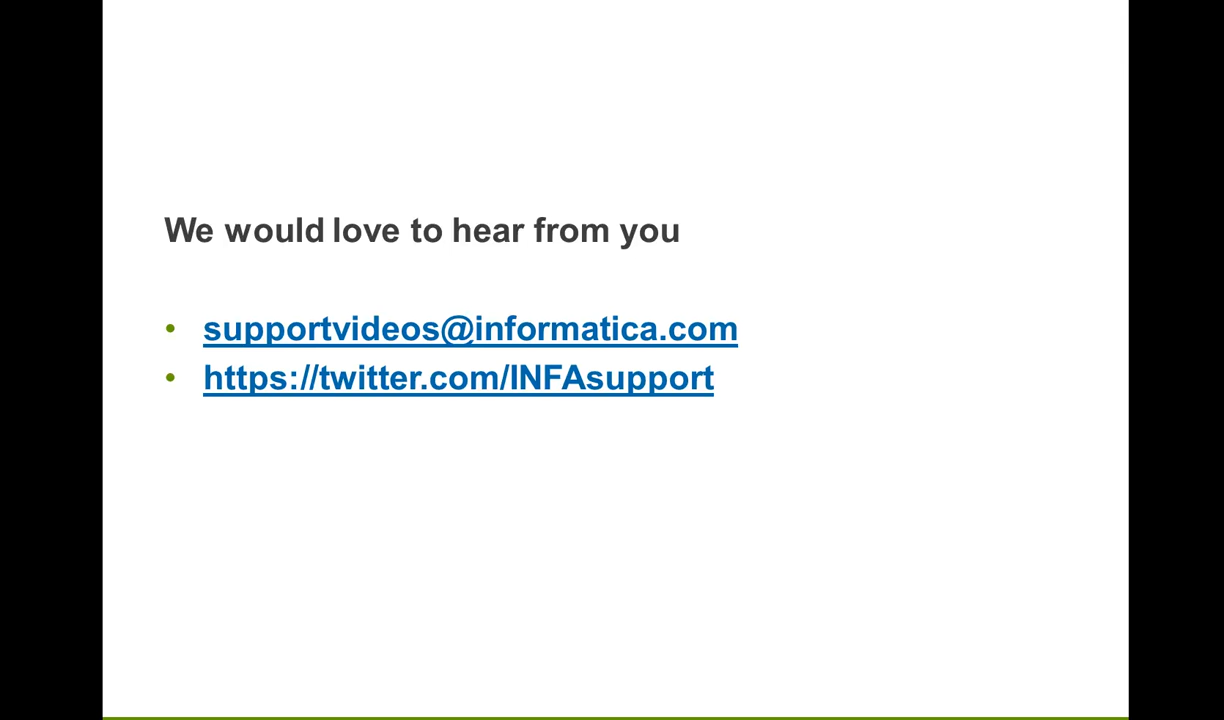 We would love to hear from you
• supportvideos@informatica.com
• https://twitter.com/INFAsupport